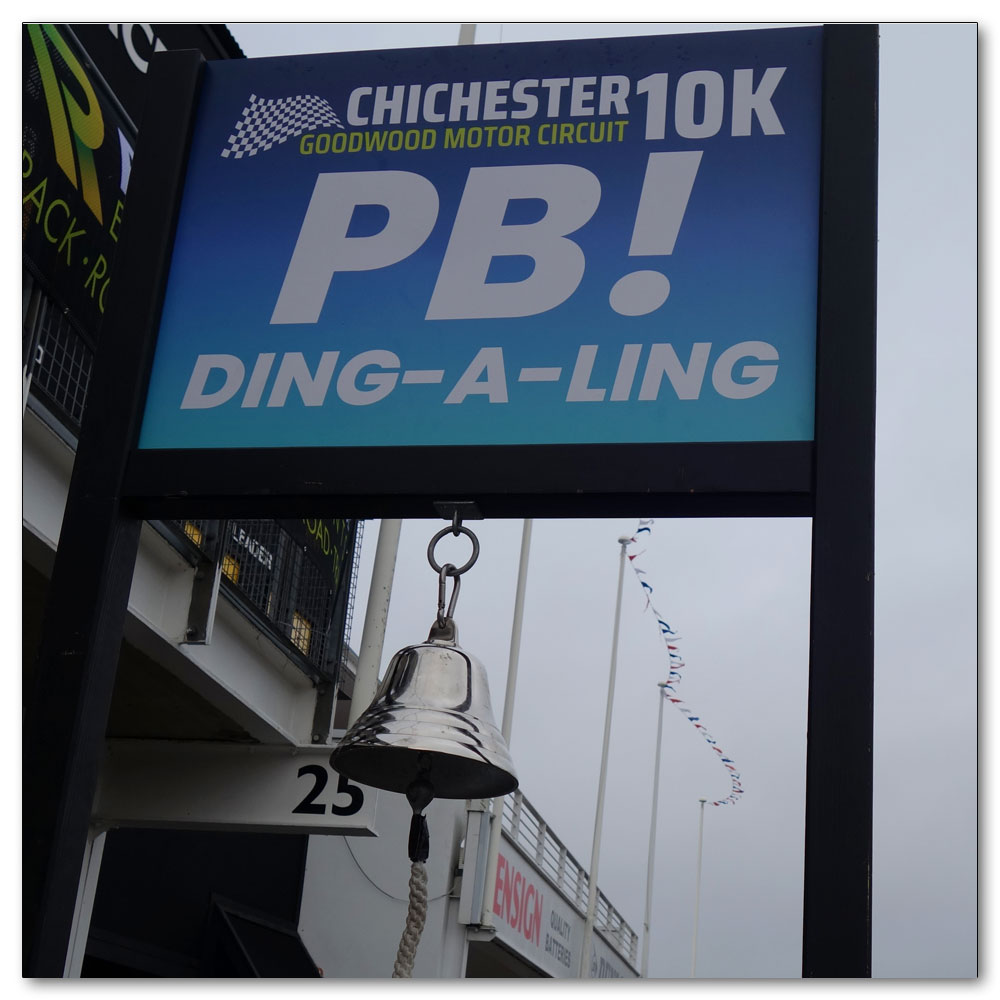 CHICHESTER 10K
GOODWOOD MOTOR CIRCUIT
PB!
DING-A-LING
LEADER
25
ENSIGN
QUALITY
BATTERIES